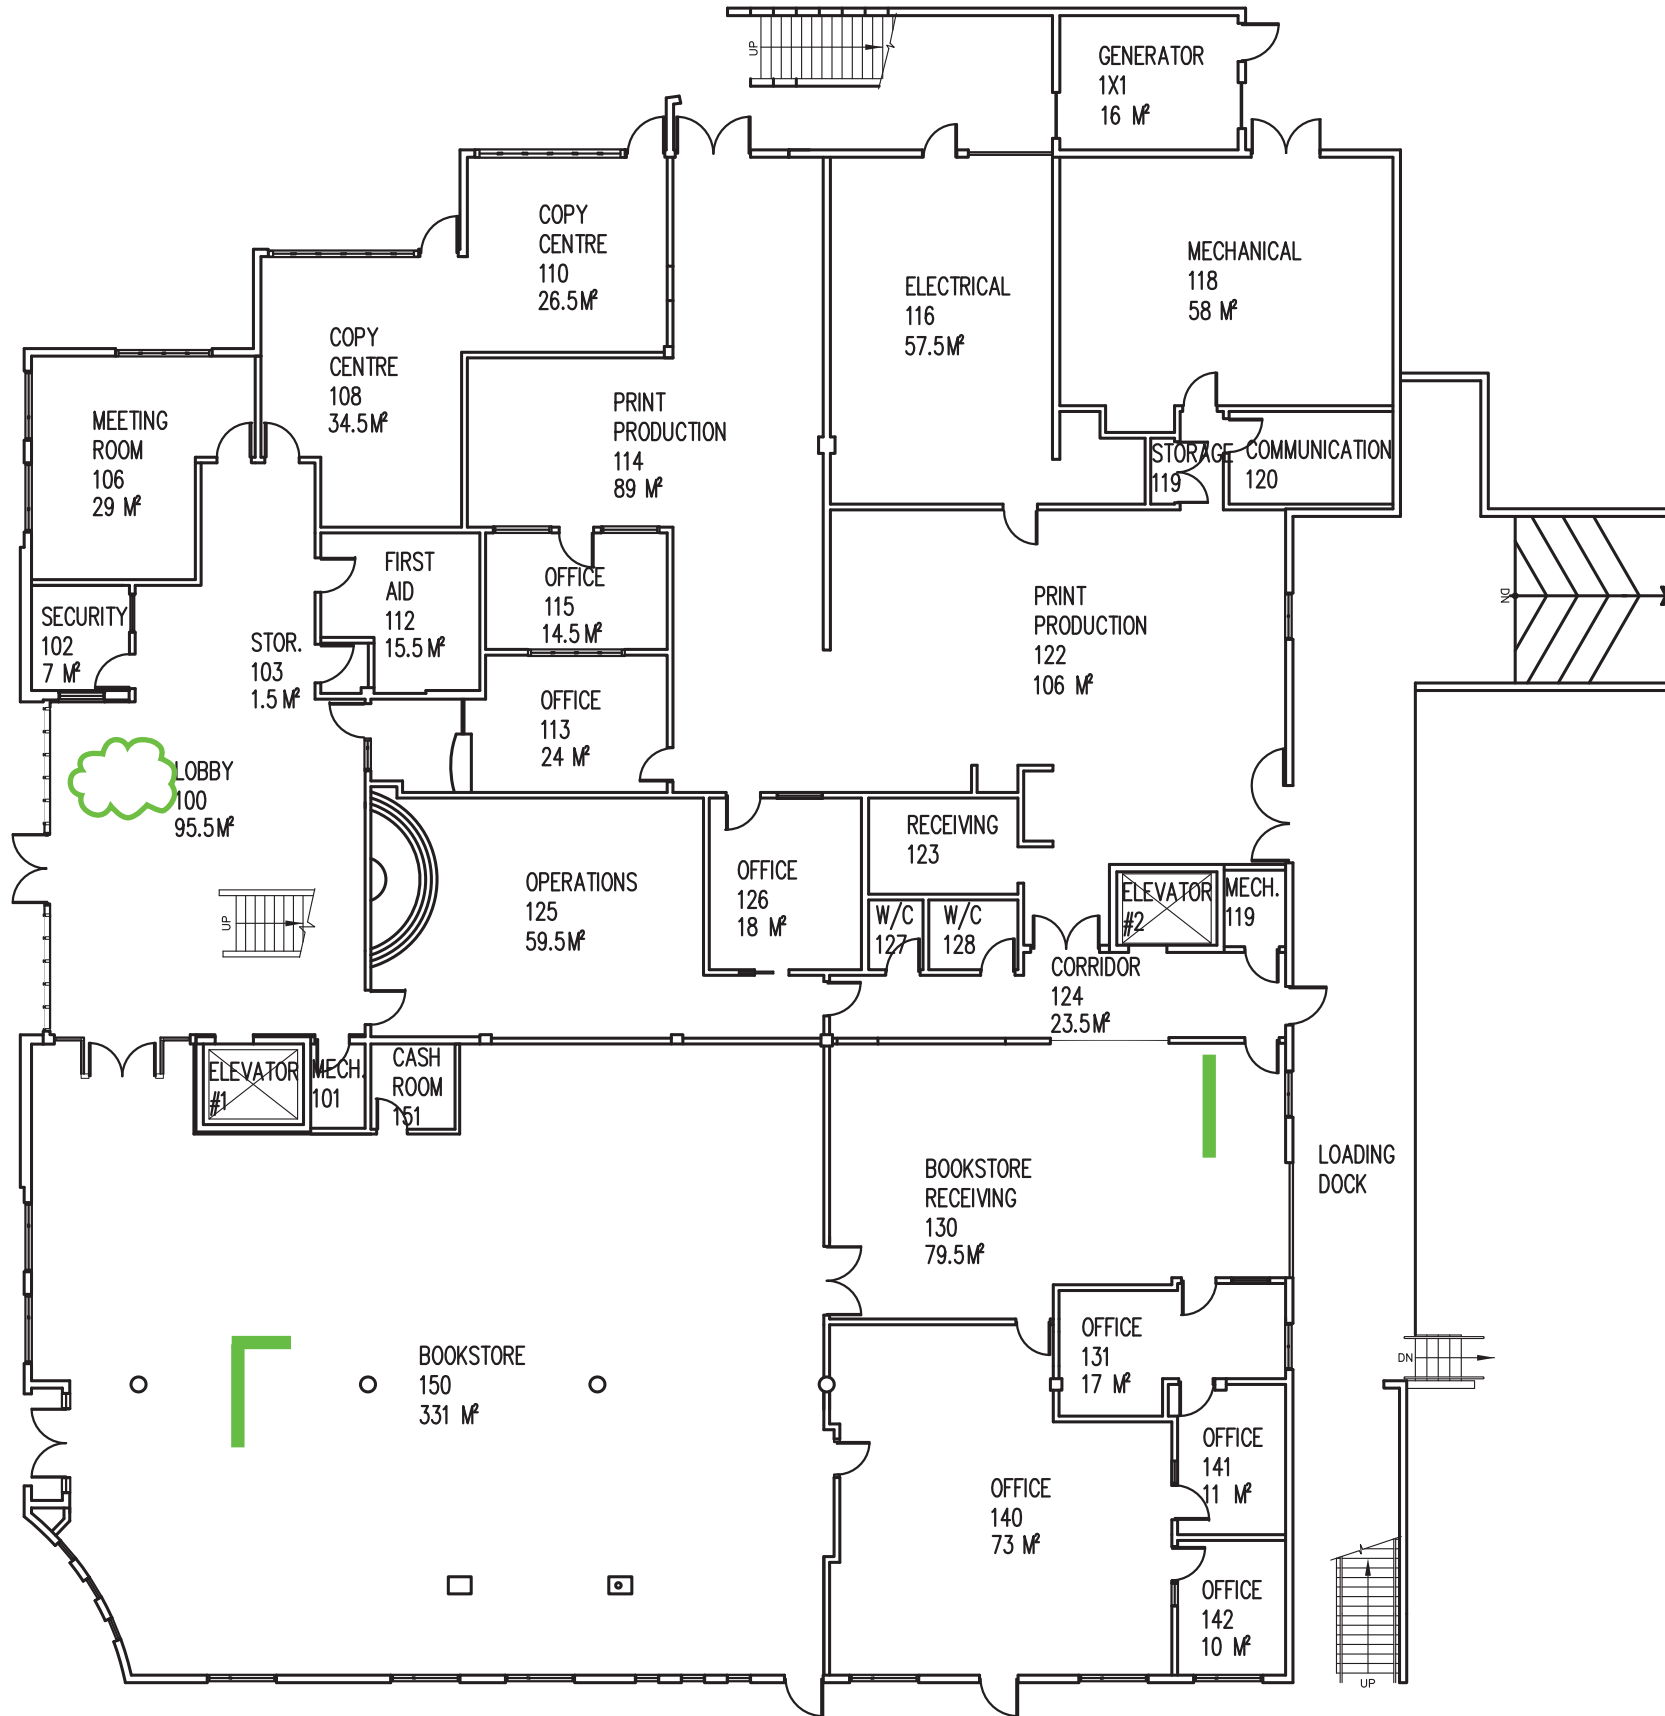 UP
GENERATOR
1X1
16 M²
COPY
CENTRE
110
26.5M²
MECHANICAL
118
58 M²
ELECTRICAL
116
57.5M²
COPY
CENTRE
108
34.5M²
MEETING
ROOM
106
29 M²
PRINT
PRODUCTION
114
89 M²
STORAGE
119
COMMUNICATION
120
FIRST
AID
112
15.5M²
OFFICE
115
14.5M²
PRINT
PRODUCTION
122
106 M²
DN
SECURITY
102
7 M²
STOR.
103
1.5M²
OFFICE
113
24 M²
LOBBY
100
95.5M²
RECEIVING
123
OFFICE
126
18 M²
OPERATIONS
125
59.5M²
W/C
127
W/C
128
ELEVATOR
#2
MECH.
119
UP
CORRIDOR
124
23.5M²
ELEVATOR
#1
MECH.
101
CASH
ROOM
151
BOOKSTORE
RECEIVING
130
79.5M²
LOADING
DOCK
BOOKSTORE
150
331 M²
OFFICE
131
17 M²
DN
OFFICE
141
11 M²
OFFICE
140
73 M²
OFFICE
142
10 M²
UP